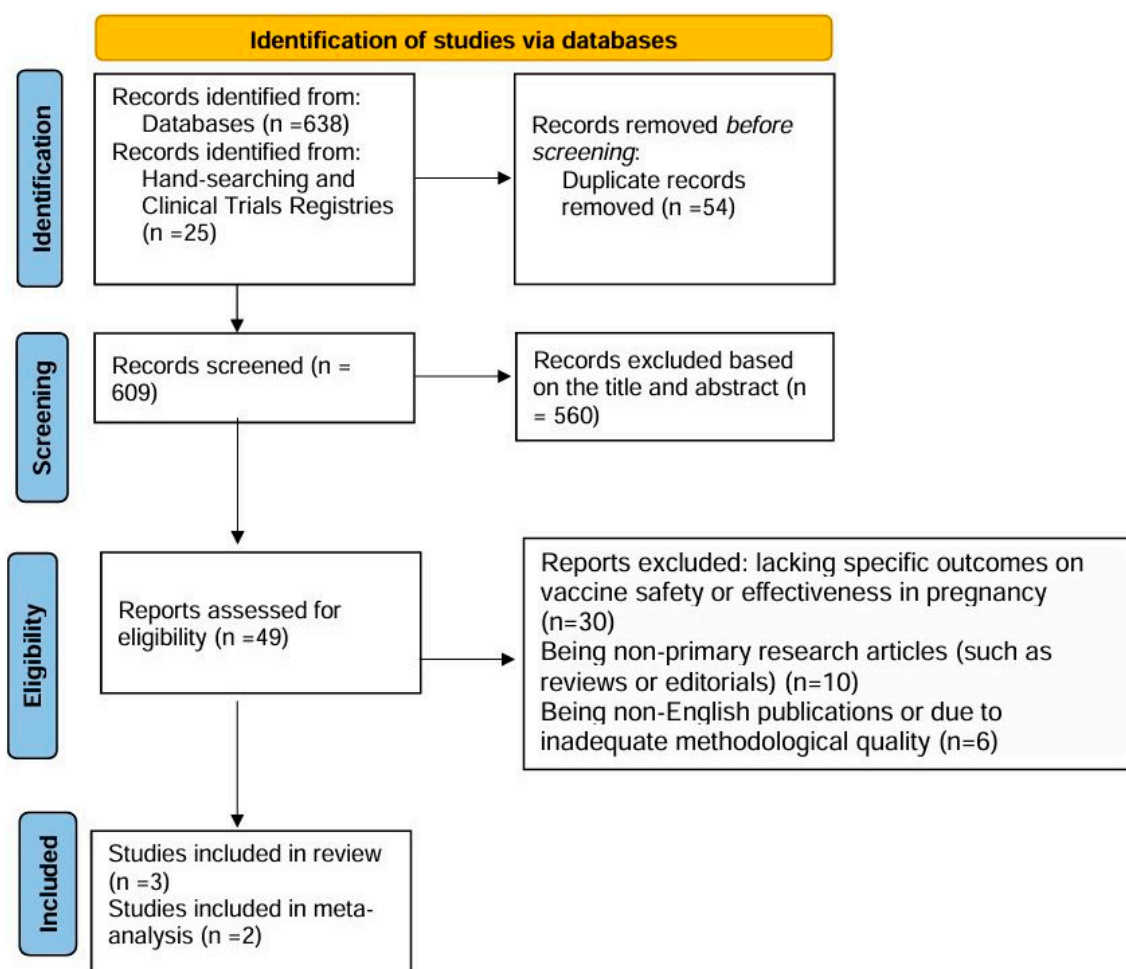 Identification of studies via databases
Identification
Records identified from:
Databases (n =638)
Records identified from:
Hand-searching and
Clinical Trials Registries
(n =25)
Records removed before
screening:
Duplicate records
removed (n =54)
Screening
Records screened (n =
609)
Records excluded based
on the title and abstract (n
= 560)
Eligibility
Reports assessed for
eligibility (n =49)
Reports excluded: lacking specific outcomes on
vaccine safety or effectiveness in pregnancy
(n=30)
Being non-primary research articles (such as
reviews or editorials) (n=10)
Being non-English publications or due to
inadequate methodological quality (n=6)
Included
Studies included in review
(n =3)
Studies included in meta-
analysis (n =2)